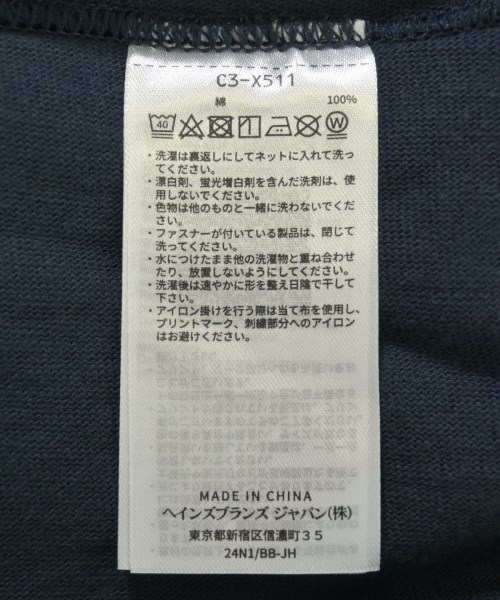 C3-X511
綿 100%
40
W
・洗濯は裏返しにしてネットに入れて洗っ
てください。
・漂白剤、蛍光増白剤を含んだ洗剤は、使
用しないでください。
・色物は他のものと一緒に洗わないでくだ
さい。
・ファスナーが付いている製品は、閉じて
洗ってください。
・水につけたまま他の洗濯物と重ね合わせ
たり、放置しないようにしてください。
・洗濯後は速やかに形を整え日陰で干して
下さい。
・アイロン掛けを行う際は当て布を使用し、
プリントマーク、刺繍部分へのアイロン
はお避けください。
MADE IN CHINA
ヘインズブランズ ジャパン(株)
東京都新宿区信濃町35
24N1/BB-JH